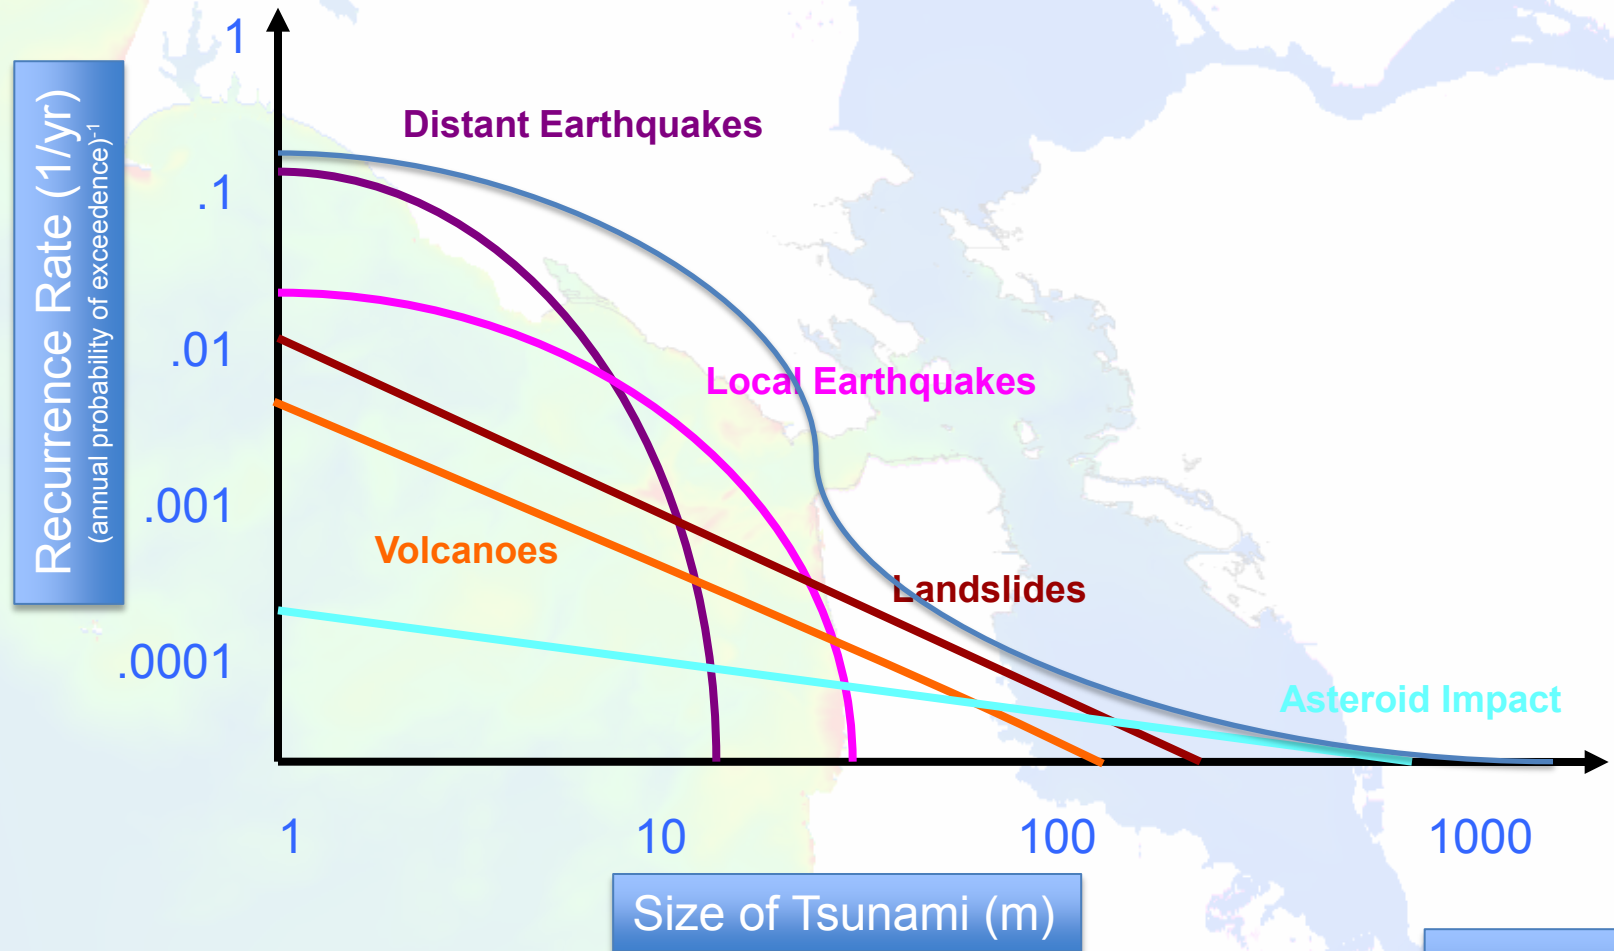 1
Distant Earthquakes
Recurrence Rate (1/yr)
(annual probability of exceedence)-1
.1
.01
Local Earthquakes
.001
Volcanoes
Landslides
.0001
Asteroid Impact
1 10 100 1000
Size of Tsunami (m)